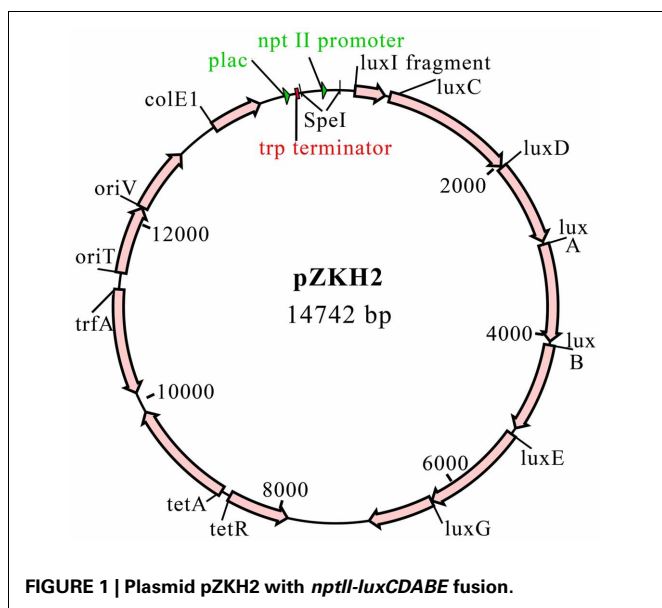 npt II promoter
plac
luxI fragment
luxC
colE1
SpeI
trp terminator
luxD
2000
oriV
12000
lux
A
oriT
pZKH2
14742 bp
trfA
4000
lux
B
10000
luxE
6000
8000
tetA
tetR
luxG
FIGURE 1 | Plasmid pZKH2 with nptII-luxCDABE fusion.